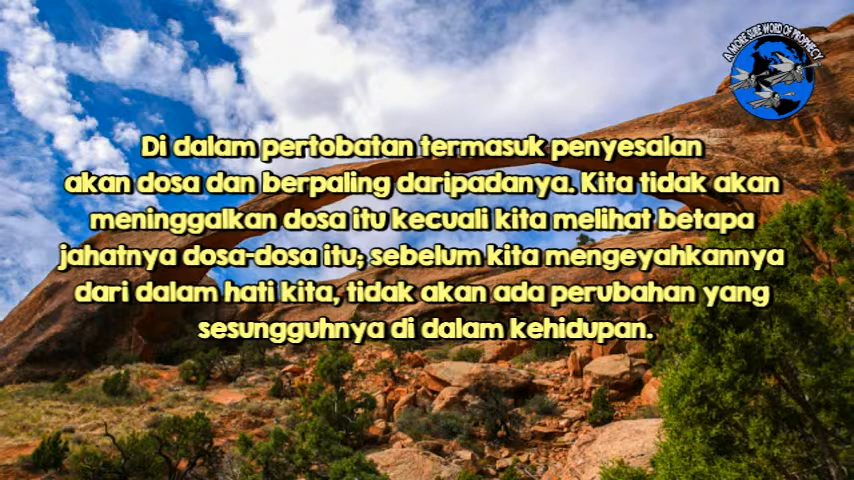 A MORE SURE WORD OF PROPHECY
Di dalam pertobatan termasuk penyesalan
akan dosa dan berpaling daripadanya. Kita tidak akan
meninggalkan dosa itu kecuali kita melihat betapa
jahatnya dosa-dosa itu; sebelum kita mengeyahkannya
dari dalam hati kita, tidak akan ada perubahan yang
sesungguhnya di dalam kehidupan.